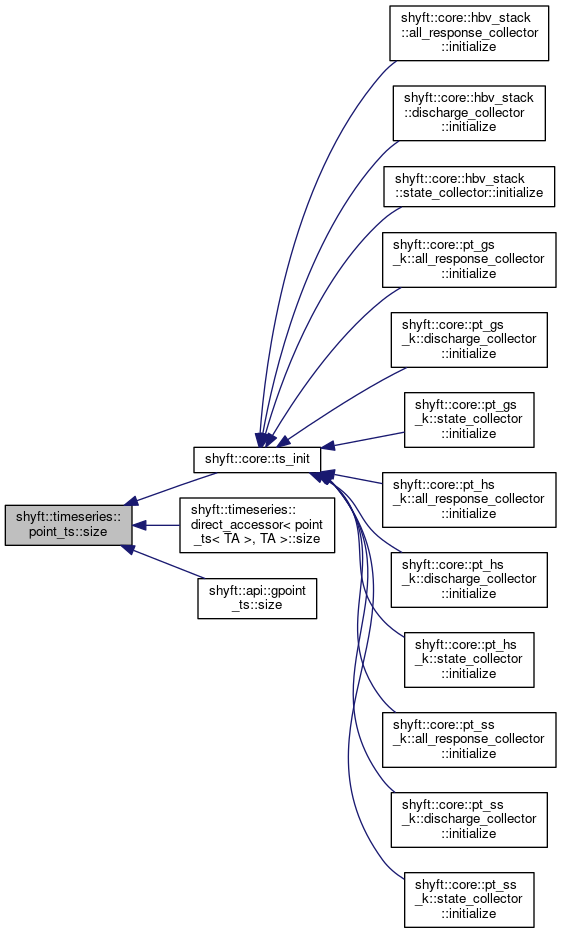 shyft::core::hbv_stack
::all_response_collector
::initialize
shyft::core::hbv_stack
::discharge_collector
::initialize
shyft::core::hbv_stack
::state_collector::initialize
shyft::core::pt_gs
_k::all_response_collector
::initialize
shyft::core::pt_gs
_k::discharge_collector
::initialize
shyft::core::pt_gs
_k::state_collector
::initialize
shyft::core::ts_init
shyft::core::pt_hs
_k::all_response_collector
::initialize
shyft::timeseries::
point_ts::size
shyft::timeseries::
direct_accessor< point
_ts< TA >, TA >::size
shyft::core::pt_hs
_k::discharge_collector
::initialize
shyft::api::gpoint
_ts::size
shyft::core::pt_hs
_k::state_collector
::initialize
shyft::core::pt_ss
_k::all_response_collector
::initialize
shyft::core::pt_ss
_k::discharge_collector
::initialize
shyft::core::pt_ss
_k::state_collector
::initialize